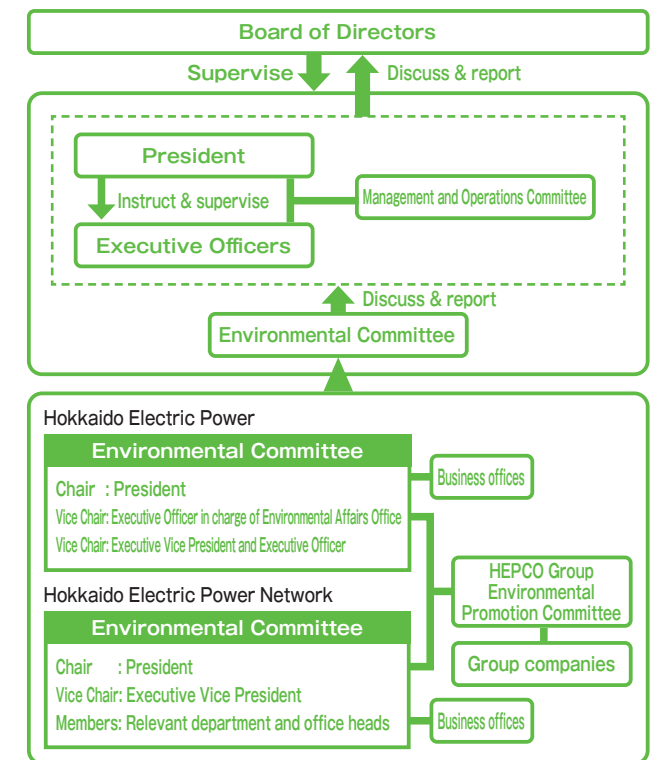 Board of Directors
Supervise
Discuss & report
President
Instruct & supervise
Management and Operations Committee
Executive Officers
Discuss & report
Environmental Committee
Hokkaido Electric Power
Environmental Committee
Chair : President
Vice Chair: Executive Officer in charge of Environmental Affairs Office
Vice Chair: Executive Vice President and Executive Officer
Business offices
HEPCO Group
Environmental
Promotion Committee
Group companies
Hokkaido Electric Power Network
Environmental Committee
Chair : President
Vice Chair: Executive Vice President
Members: Relevant department and office heads
Business offices